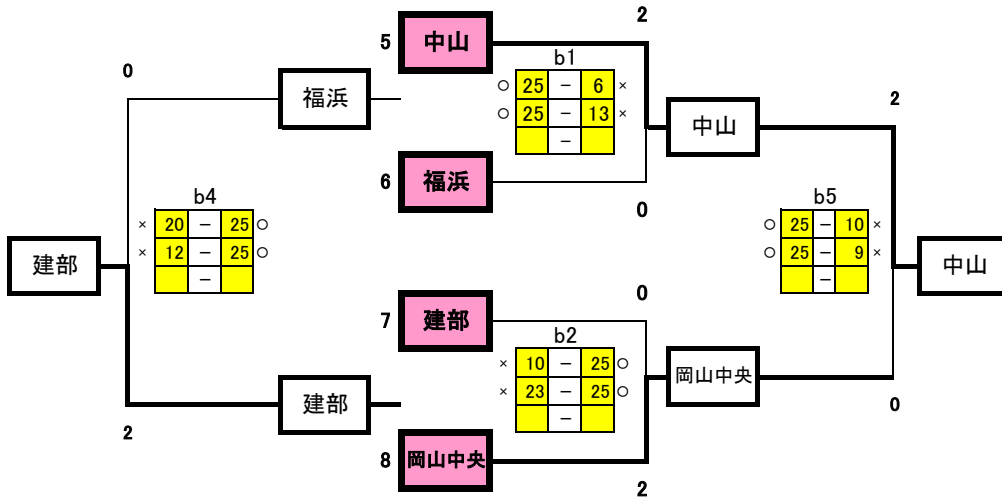 2
5 中山
b1
0
福浜
○ 25 － 6 ×
○ 25 － 13 ×
－
2
中山
6 福浜
0
b4
× 20 － 25 ○
× 12 － 25 ○
－
b5
○ 25 － 10 ×
○ 25 － 9 ×
－
建部
中山
0
7 建部
b2
× 10 － 25 ○
× 23 － 25 ○
－
岡山中央
建部
0
2
8 岡山中央
2